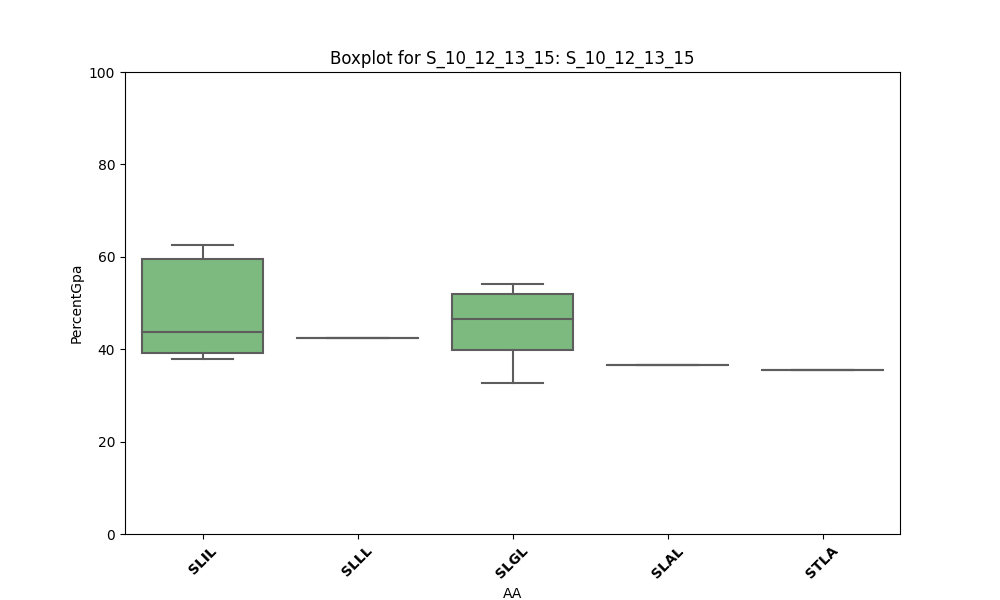 Boxplot for S_10_12_13_15: S_10_12_13_15
100
80
60
40
20
0
PercentGpa
SLIL
SLLL
SLGL
SLAL
STLA
AA